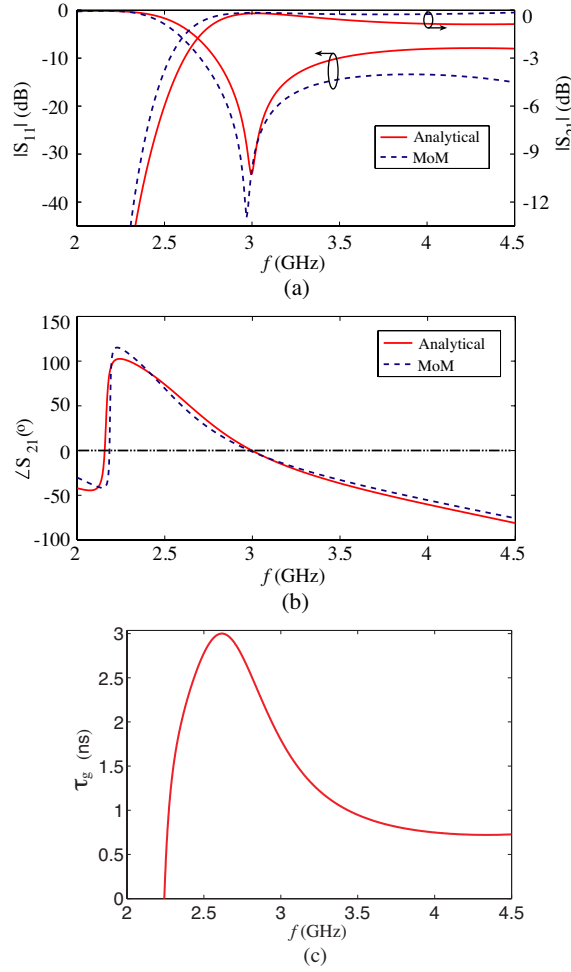 0
-10
-20
-30
-40
|S11| (dB)
0
-3
-6
-9
-12
|S21| (dB)
Analytical
MoM
2 2.5 3 3.5 4 4.5
f (GHz)
(a)
150
100
50
0
-50
-100
∠S21(º)
Analytical
MoM
2 2.5 3 3.5 4 4.5
f (GHz)
(b)
3
2.5
2
1.5
1
0.5
0
τg (ns)
2 2.5 3 3.5 4 4.5
f (GHz)
(c)